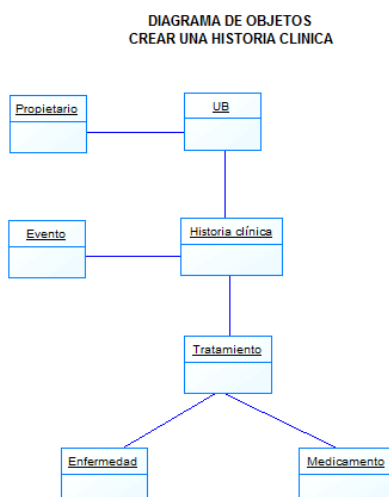 DIAGRAMA DE OBJETOS
CREAR UNA HISTORIA CLINICA
Propietario
UB
Evento
Historia clínica
Tratamiento
Enfermedad
Medicamento